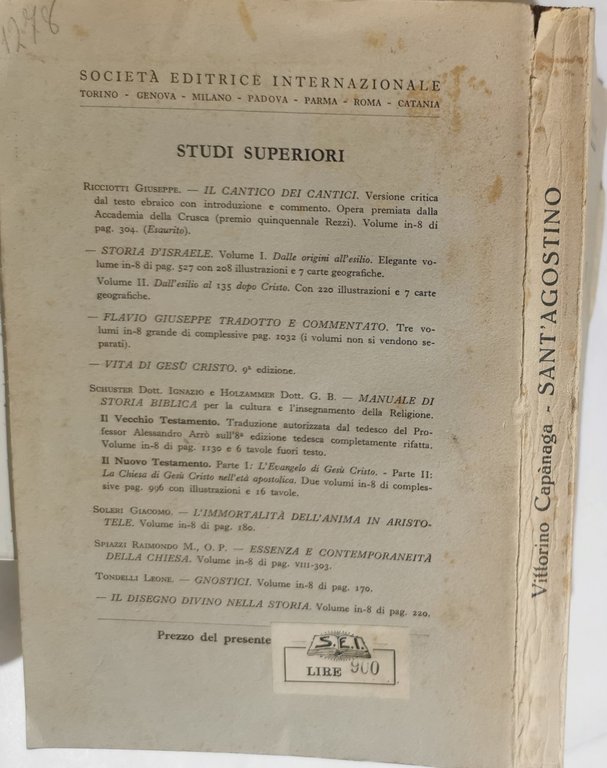 1278
SOCIETÀ EDITRICE INTERNAZIONALE
TORINO - GENOVA - MILANO - PADOVA - PARMA - ROMA - CATANIA
STUDI SUPERIORI
RICCIOTTI GIUSEPPE. — IL CANTICO DEI CANTICI. Versione critica
dal testo ebraico con introduzione e commento. Opera premiata dalla
Accademia della Crusca (premio quinquennale Rezzi). Volume in-8 di
pag. 304. (Esaurito).
— STORIA D'ISRAELE. Volume I. Dalle origini all'esilio. Elegante vo-
lume in-8 di pag. 527 con 208 illustrazioni e 7 carte geografiche.
Volume II. Dall'esilio al 135 dopo Cristo. Con 220 illustrazioni e 7 carte
geografiche.
— FLAVIO GIUSEPPE TRADOTTO E COMMENTATO. Tre vo-
lumi in-8 grande di complessive pag. 1032 (i volumi non si vendono se-
parati).
— VITA DI GESÙ CRISTO. 9ª edizione.
SCHUSTER Dott. IGNAZIO e HOLZAMMER Dott. G. B. — MANUALE DI
STORIA BIBLICA per la cultura e l'insegnamento della Religione.
Il Vecchio Testamento. Traduzione autorizzata dal tedesco del Pro-
fessor Alessandro Arrò sull'8ª edizione tedesca completamente rifatta.
Volume in-8 di pag. 1130 e 6 tavole fuori testo.
Il Nuovo Testamento. Parte I: L'Evangelo di Gesù Cristo. - Parte II:
La Chiesa di Gesù Cristo nell'età apostolica. Due volumi in-8 di comples-
sive pag. 996 con illustrazioni e 16 tavole.
SOLERI GIACOMO. — L'IMMORTALITÀ DELL'ANIMA IN ARISTO-
TELE. Volume in-8 di pag. 180.
SPIAZZI RAIMONDO M., O. P. — ESSENZA E CONTEMPORANEITÀ
DELLA CHIESA. Volume in-8 di pag. VIII-303.
TONDELLI LEONE. — GNOSTICI. Volume in-8 di pag. 170.
— IL DISEGNO DIVINO NELLA STORIA. Volume in-8 di pag. 220.
Prezzo del presente
S.E.I.
LIRE 900
Vittorino Capànaga - SANT'AGOSTINO